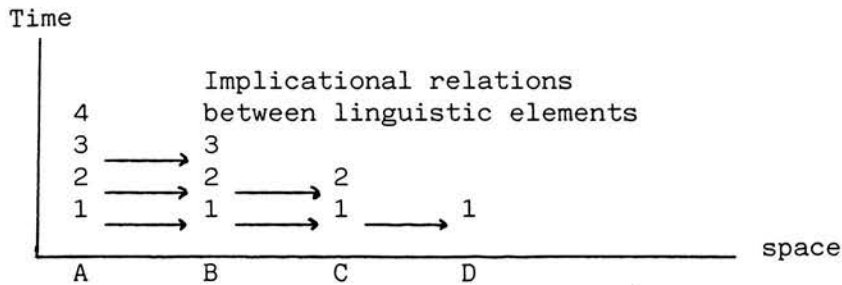 Time
Implicational relations
4 between linguistic elements
3 3
2 2 2
1 1 1 1
space
A B C D